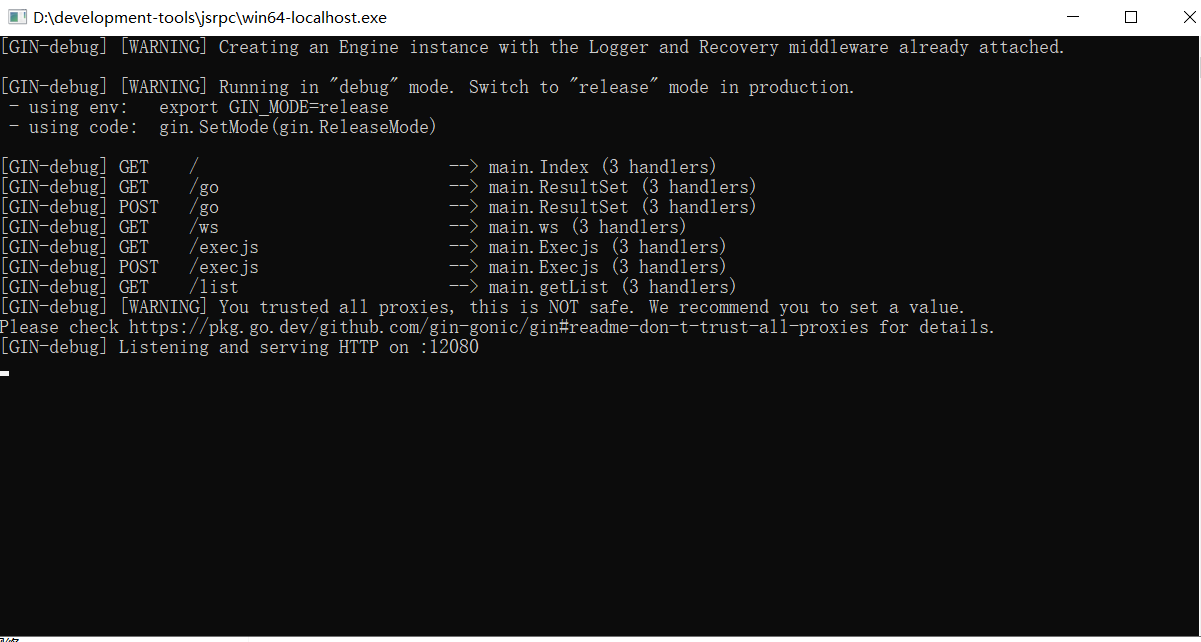 D:\development-tools\jsrpc\win64-localhost.exe
[GIN-debug] [WARNING] Creating an Engine instance with the Logger and Recovery middleware already attached.
[GIN-debug] [WARNING] Running in "debug" mode. Switch to "release" mode in production.
- using env: export GIN_MODE=release
- using code: gin.SetMode(gin.ReleaseMode)
[GIN-debug] GET / --> main.Index (3 handlers)
[GIN-debug] GET /go --> main.ResultSet (3 handlers)
[GIN-debug] POST /go --> main.ResultSet (3 handlers)
[GIN-debug] GET /ws --> main.ws (3 handlers)
[GIN-debug] GET /execjs --> main.Execjs (3 handlers)
[GIN-debug] POST /execjs --> main.Execjs (3 handlers)
[GIN-debug] GET /list --> main.getList (3 handlers)
[GIN-debug] [WARNING] You trusted all proxies, this is NOT safe. We recommend you to set a value.
Please check https://pkg.go.dev/github.com/gin-gonic/gin#readme-don-t-trust-all-proxies for details.
[GIN-debug] Listening and serving HTTP on :12080